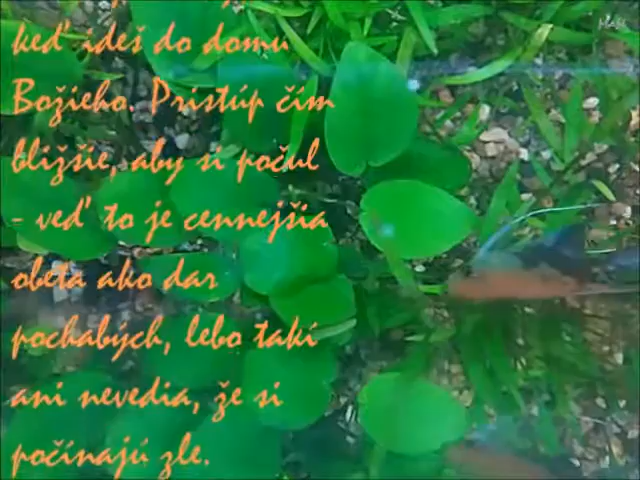 keď ideš do domu
Božieho. Pristúp čím
bližšie, aby si počul
- veď to je cennejšia
obeta ako dar
pochabých, lebo takí
ani nevedia, že si
počínajú zle.